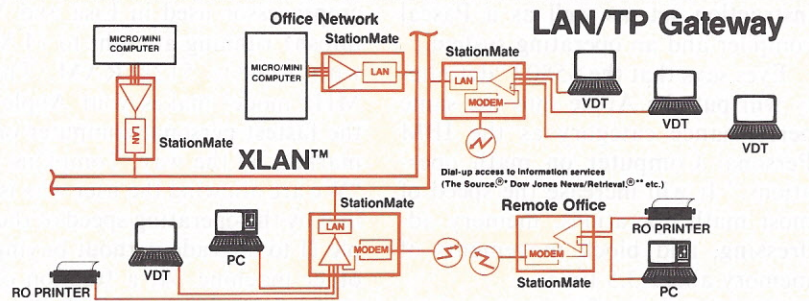 LAN/TP Gateway
Office Network
StationMate
StationMate
MICRO/MINI
COMPUTER
MICRO/MINI
COMPUTER
LAN
LAN
LAN
MODEM
VDT
VDT
VDT
StationMate
XLAN™
Dial-up access to information services
(The Source,®* Dow Jones News/Retrieval,®** etc.)
StationMate
Remote Office
LAN
MODEM
MODEM
RO PRINTER
PC
VDT
PC
StationMate
RO PRINTER